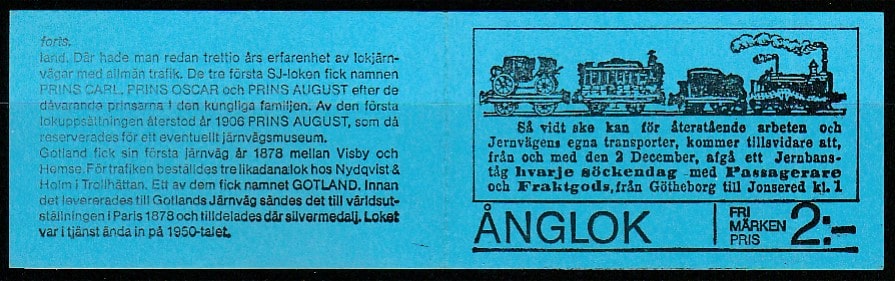 forts.
land. Där hade man redan trettio års erfarenhet av lokjärn-
vägar med allmän trafik. De tre första SJ-loken fick namnen
PRINS CARL, PRINS OSCAR och PRINS AUGUST efter de
dåvarande prinsarna i den kungliga familjen. Av den första
lokuppsättningen återstod år 1906 PRINS AUGUST, som då
reserverades för ett eventuellt järnvägsmuseum.
Gotland fick sin första järnväg år 1878 mellan Visby och
Hemse. För trafiken beställdes tre likadana lok hos Nydqvist &
Holm i Trollhättan. Ett av dem fick namnet GOTLAND. Innan
det levererades till Gotlands Järnväg sändes det till världsut-
ställningen i Paris 1878 och tilldelades där silvermedalj. Loket
var i tjänst ända in på 1950-talet.
Så vidt ske kan för återstående arbeten och
Jernvägens egna transporter, kommer tillsvidare att,
från och med den 2 December, afgå ett Jernbans-
tåg hvarje söckendag med Passagerare
och Fraktgods, från Götheborg till Jonsered kl. 1
ÅNGLOK
FRI
MÄRKEN
PRIS
2:-